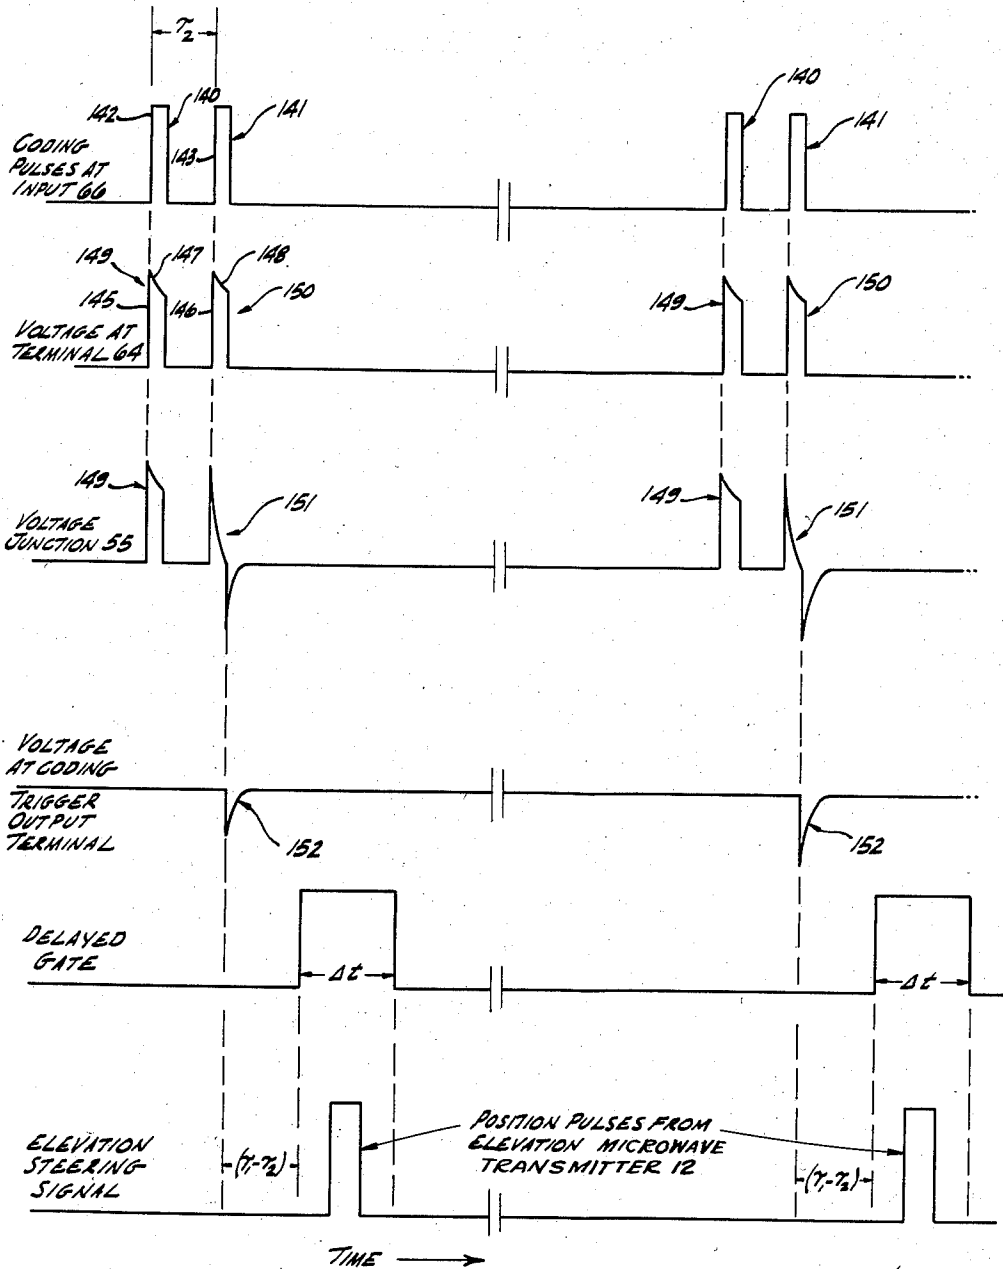 τ₂
142
140
141
140
141
CODING
PULSES AT
INPUT 66
143
149
147
148
145
146
150
149
150
VOLTAGE AT
TERMINAL 64
149
151
149
151
VOLTAGE
JUNCTION 55
VOLTAGE
AT CODING
TRIGGER
OUTPUT
TERMINAL
152
152
DELAYED
GATE
Δt
Δt
ELEVATION
STEERING
SIGNAL
(τ₁-τ₂)
POSITION PULSES FROM
ELEVATION MICROWAVE
TRANSMITTER 12
(τ₁-τ₂)
TIME